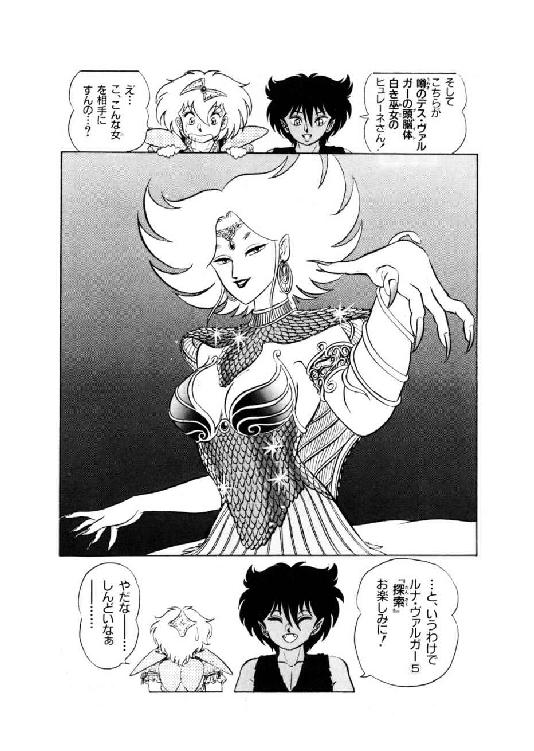 そして
こちらが
噂のデス・ヴァル
ガーの頭脳体
白き巫女の
ヒュレーネさん!
え…
こ、こんな女
を相手に
すんの…?
…と、いうわけで
ルナ・ヴァルガー5
『探索』
お楽しみに!
やだな――…
しんどいなぁ
――――…